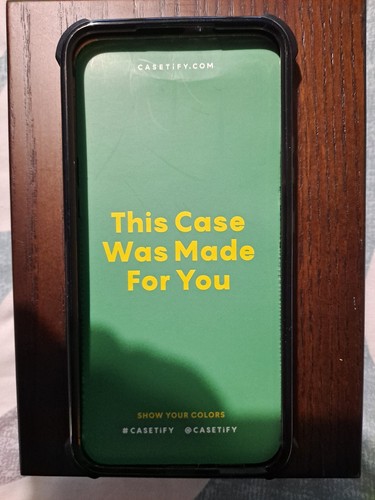 CASETiFY.COM
This Case
Was Made
For You
SHOW YOUR COLORS
#CASETiFY @CASETiFY